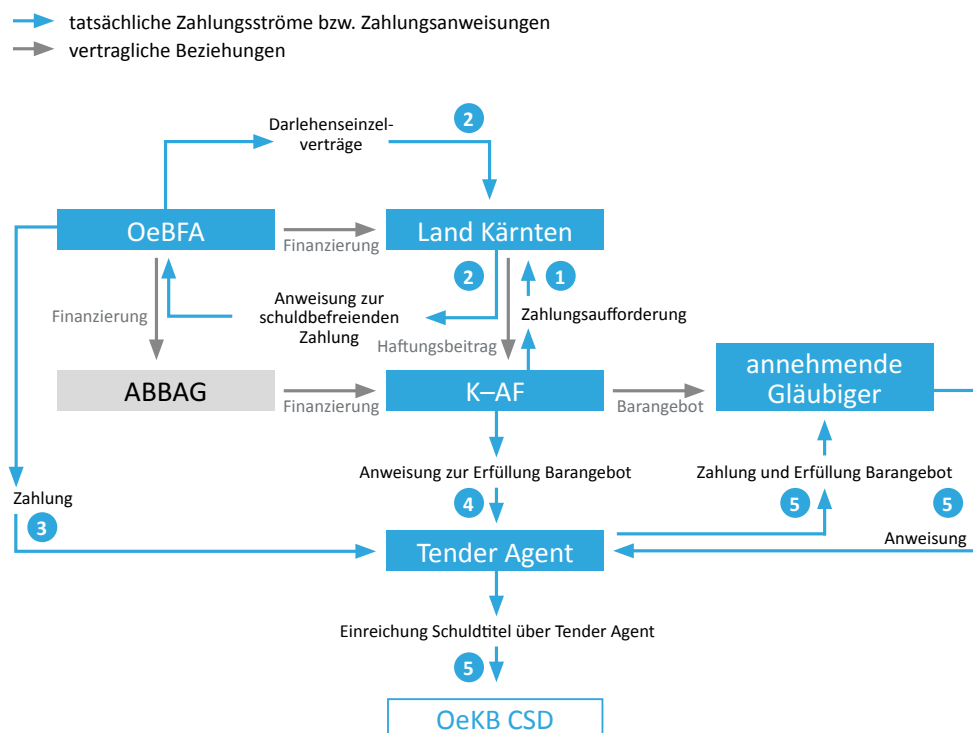 tatsächliche Zahlungsströme bzw. Zahlungsanweisungen
vertragliche Beziehungen
Darlehenseinzel-
verträge
2
OeBFA
Finanzierung
Land Kärnten
2
1
Anweisung zur
schuldbefreienden
Zahlung
Finanzierung
Zahlungsaufforderung
Haftungsbeitrag
ABBAG
Finanzierung
K–AF
Barangebot
annehmende
Gläubiger
Anweisung zur Erfüllung Barangebot
Zahlung und Erfüllung Barangebot
Zahlung
3
4
5
5
Anweisung
Tender Agent
Einreichung Schuldtitel über Tender Agent
5
OeKB CSD